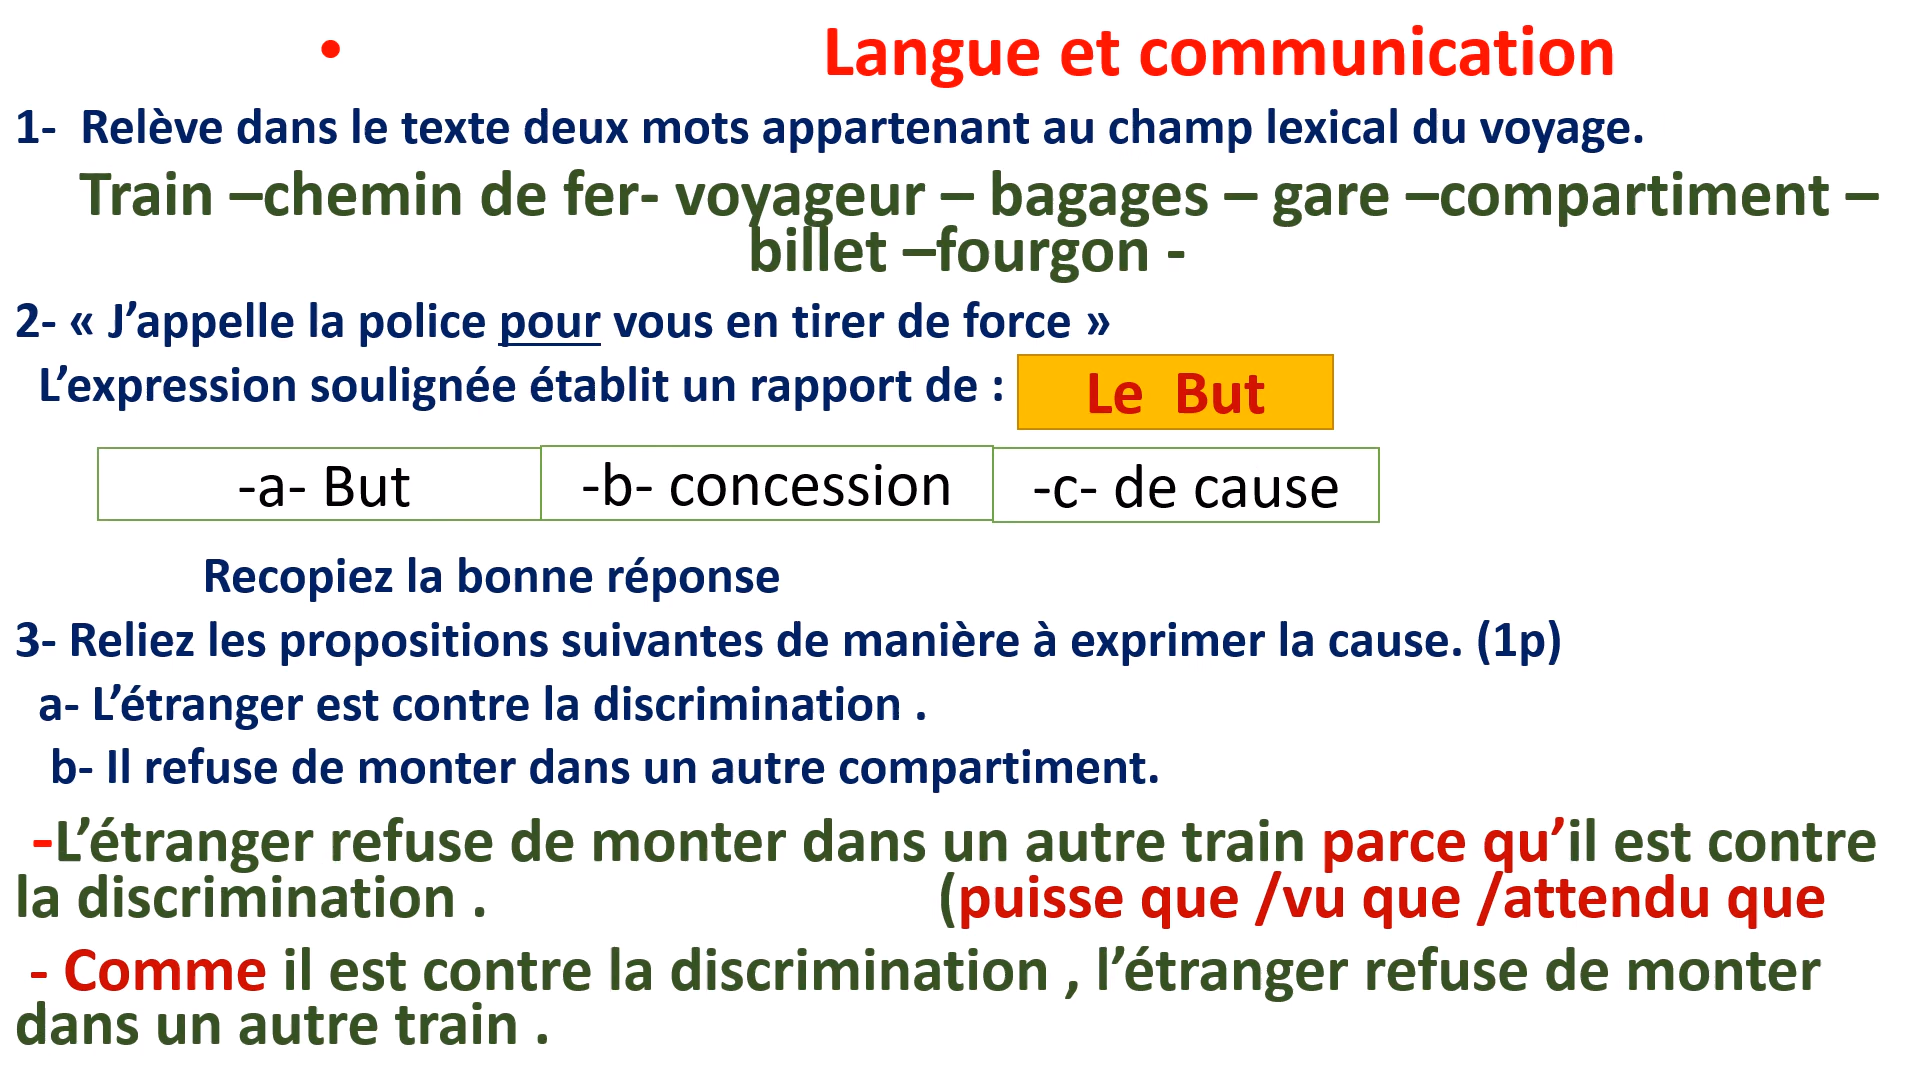 • Langue et communication
1- Relève dans le texte deux mots appartenant au champ lexical du voyage.
Train –chemin de fer- voyageur – bagages – gare –compartiment –
billet –fourgon -
2- « J’appelle la police pour vous en tirer de force »
L’expression soulignée établit un rapport de : Le But
-a- But -b- concession -c- de cause
Recopiez la bonne réponse
3- Reliez les propositions suivantes de manière à exprimer la cause. (1p)
a- L’étranger est contre la discrimination .
b- Il refuse de monter dans un autre compartiment.
-L’étranger refuse de monter dans un autre train parce qu’il est contre
la discrimination . (puisse que /vu que /attendu que
- Comme il est contre la discrimination , l’étranger refuse de monter
dans un autre train .